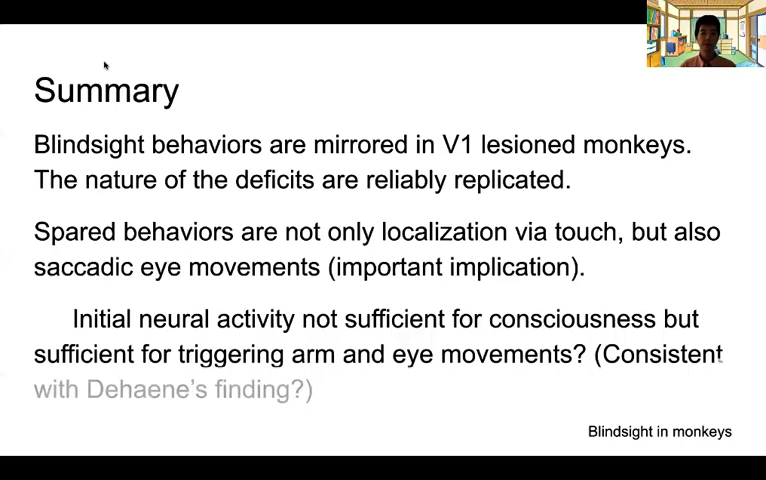 Summary
Blindsight behaviors are mirrored in V1 lesioned monkeys.
The nature of the deficits are reliably replicated.
Spared behaviors are not only localization via touch, but also
saccadic eye movements (important implication).
Initial neural activity not sufficient for consciousness but
sufficient for triggering arm and eye movements? (Consistent
with Dehaene's finding?)
Blindsight in monkeys